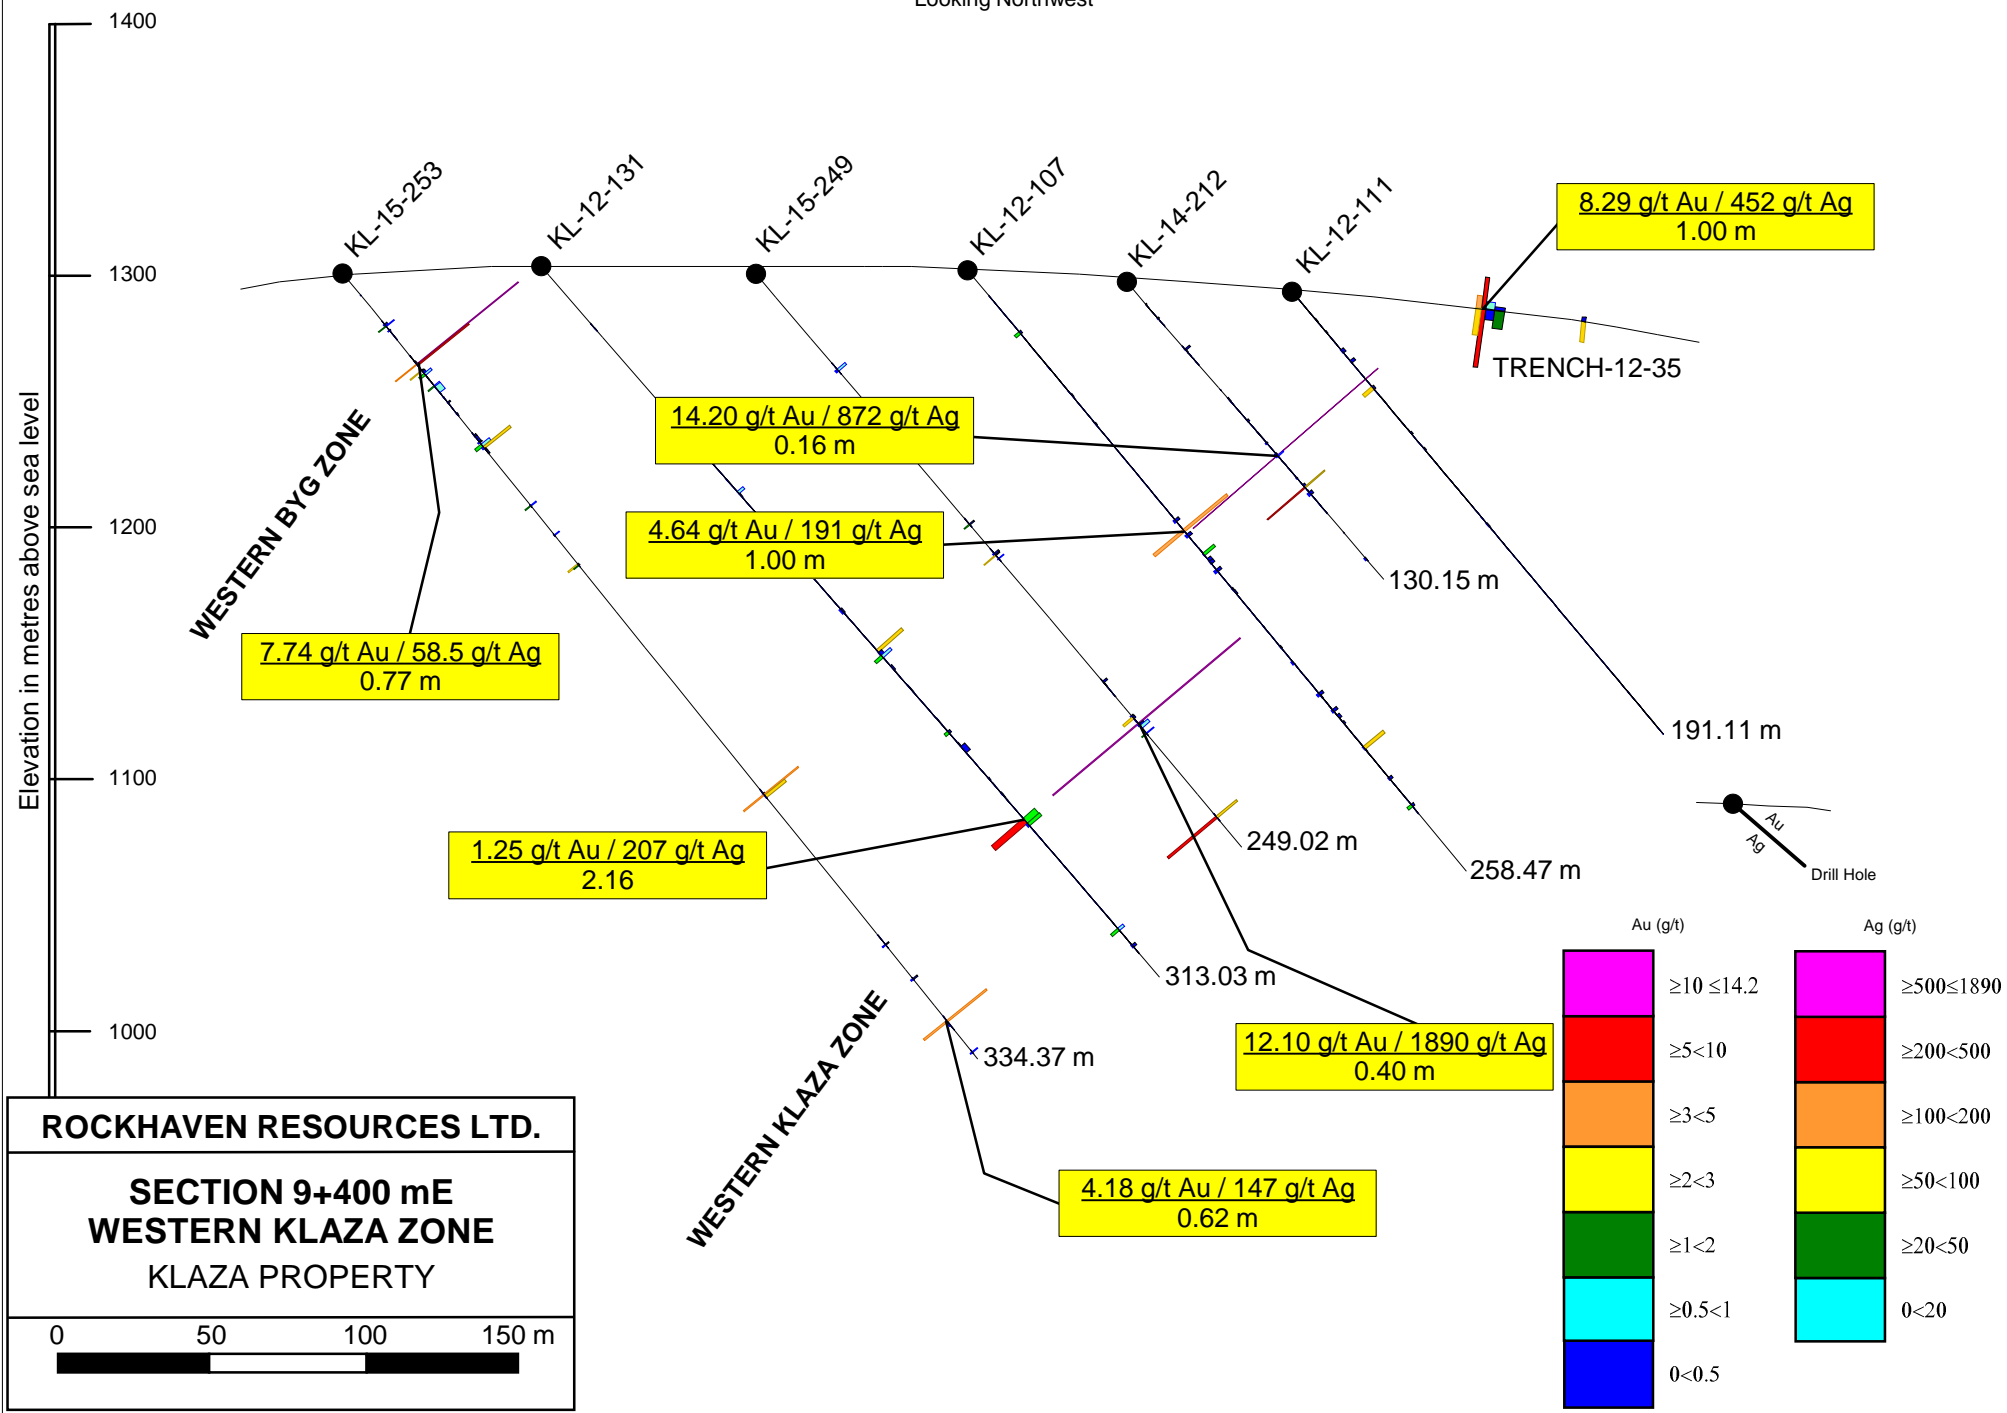 Looking Northwest
1400
1300
1200
1100
1000
Elevation in metres above sea level
KL-15-253
KL-12-131
KL-15-249
KL-12-107
KL-14-212
KL-12-111
8.29 g/t Au / 452 g/t Ag
1.00 m
TRENCH-12-35
14.20 g/t Au / 872 g/t Ag
0.16 m
WESTERN BYG ZONE
4.64 g/t Au / 191 g/t Ag
1.00 m
130.15 m
7.74 g/t Au / 58.5 g/t Ag
0.77 m
191.11 m
1.25 g/t Au / 207 g/t Ag
2.16
249.02 m
258.47 m
Au
Ag
Drill Hole
313.03 m
334.37 m
12.10 g/t Au / 1890 g/t Ag
0.40 m
WESTERN KLAZA ZONE
4.18 g/t Au / 147 g/t Ag
0.62 m
Au (g/t)
≥10 ≤14.2
≥5<10
≥3<5
≥2<3
≥1<2
≥0.5<1
0<0.5
Ag (g/t)
≥500≤1890
≥200<500
≥100<200
≥50<100
≥20<50
0<20
ROCKHAVEN RESOURCES LTD.
SECTION 9+400 mE
WESTERN KLAZA ZONE
KLAZA PROPERTY
0 50 100 150 m